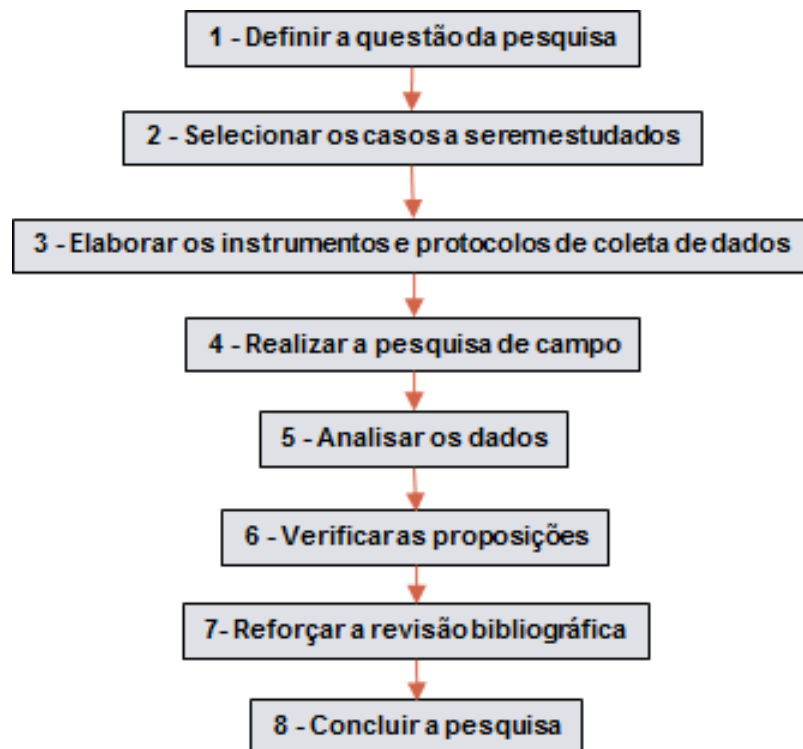 1 - Definir a questão da pesquisa
2 - Selecionar os casos a serem estudados
3 - Elaborar os instrumentos e protocolos de coleta de dados
4 - Realizar a pesquisa de campo
5 - Analisar os dados
6 - Verificar as proposições
7- Reforçar a revisão bibliográfica
8 - Concluir a pesquisa